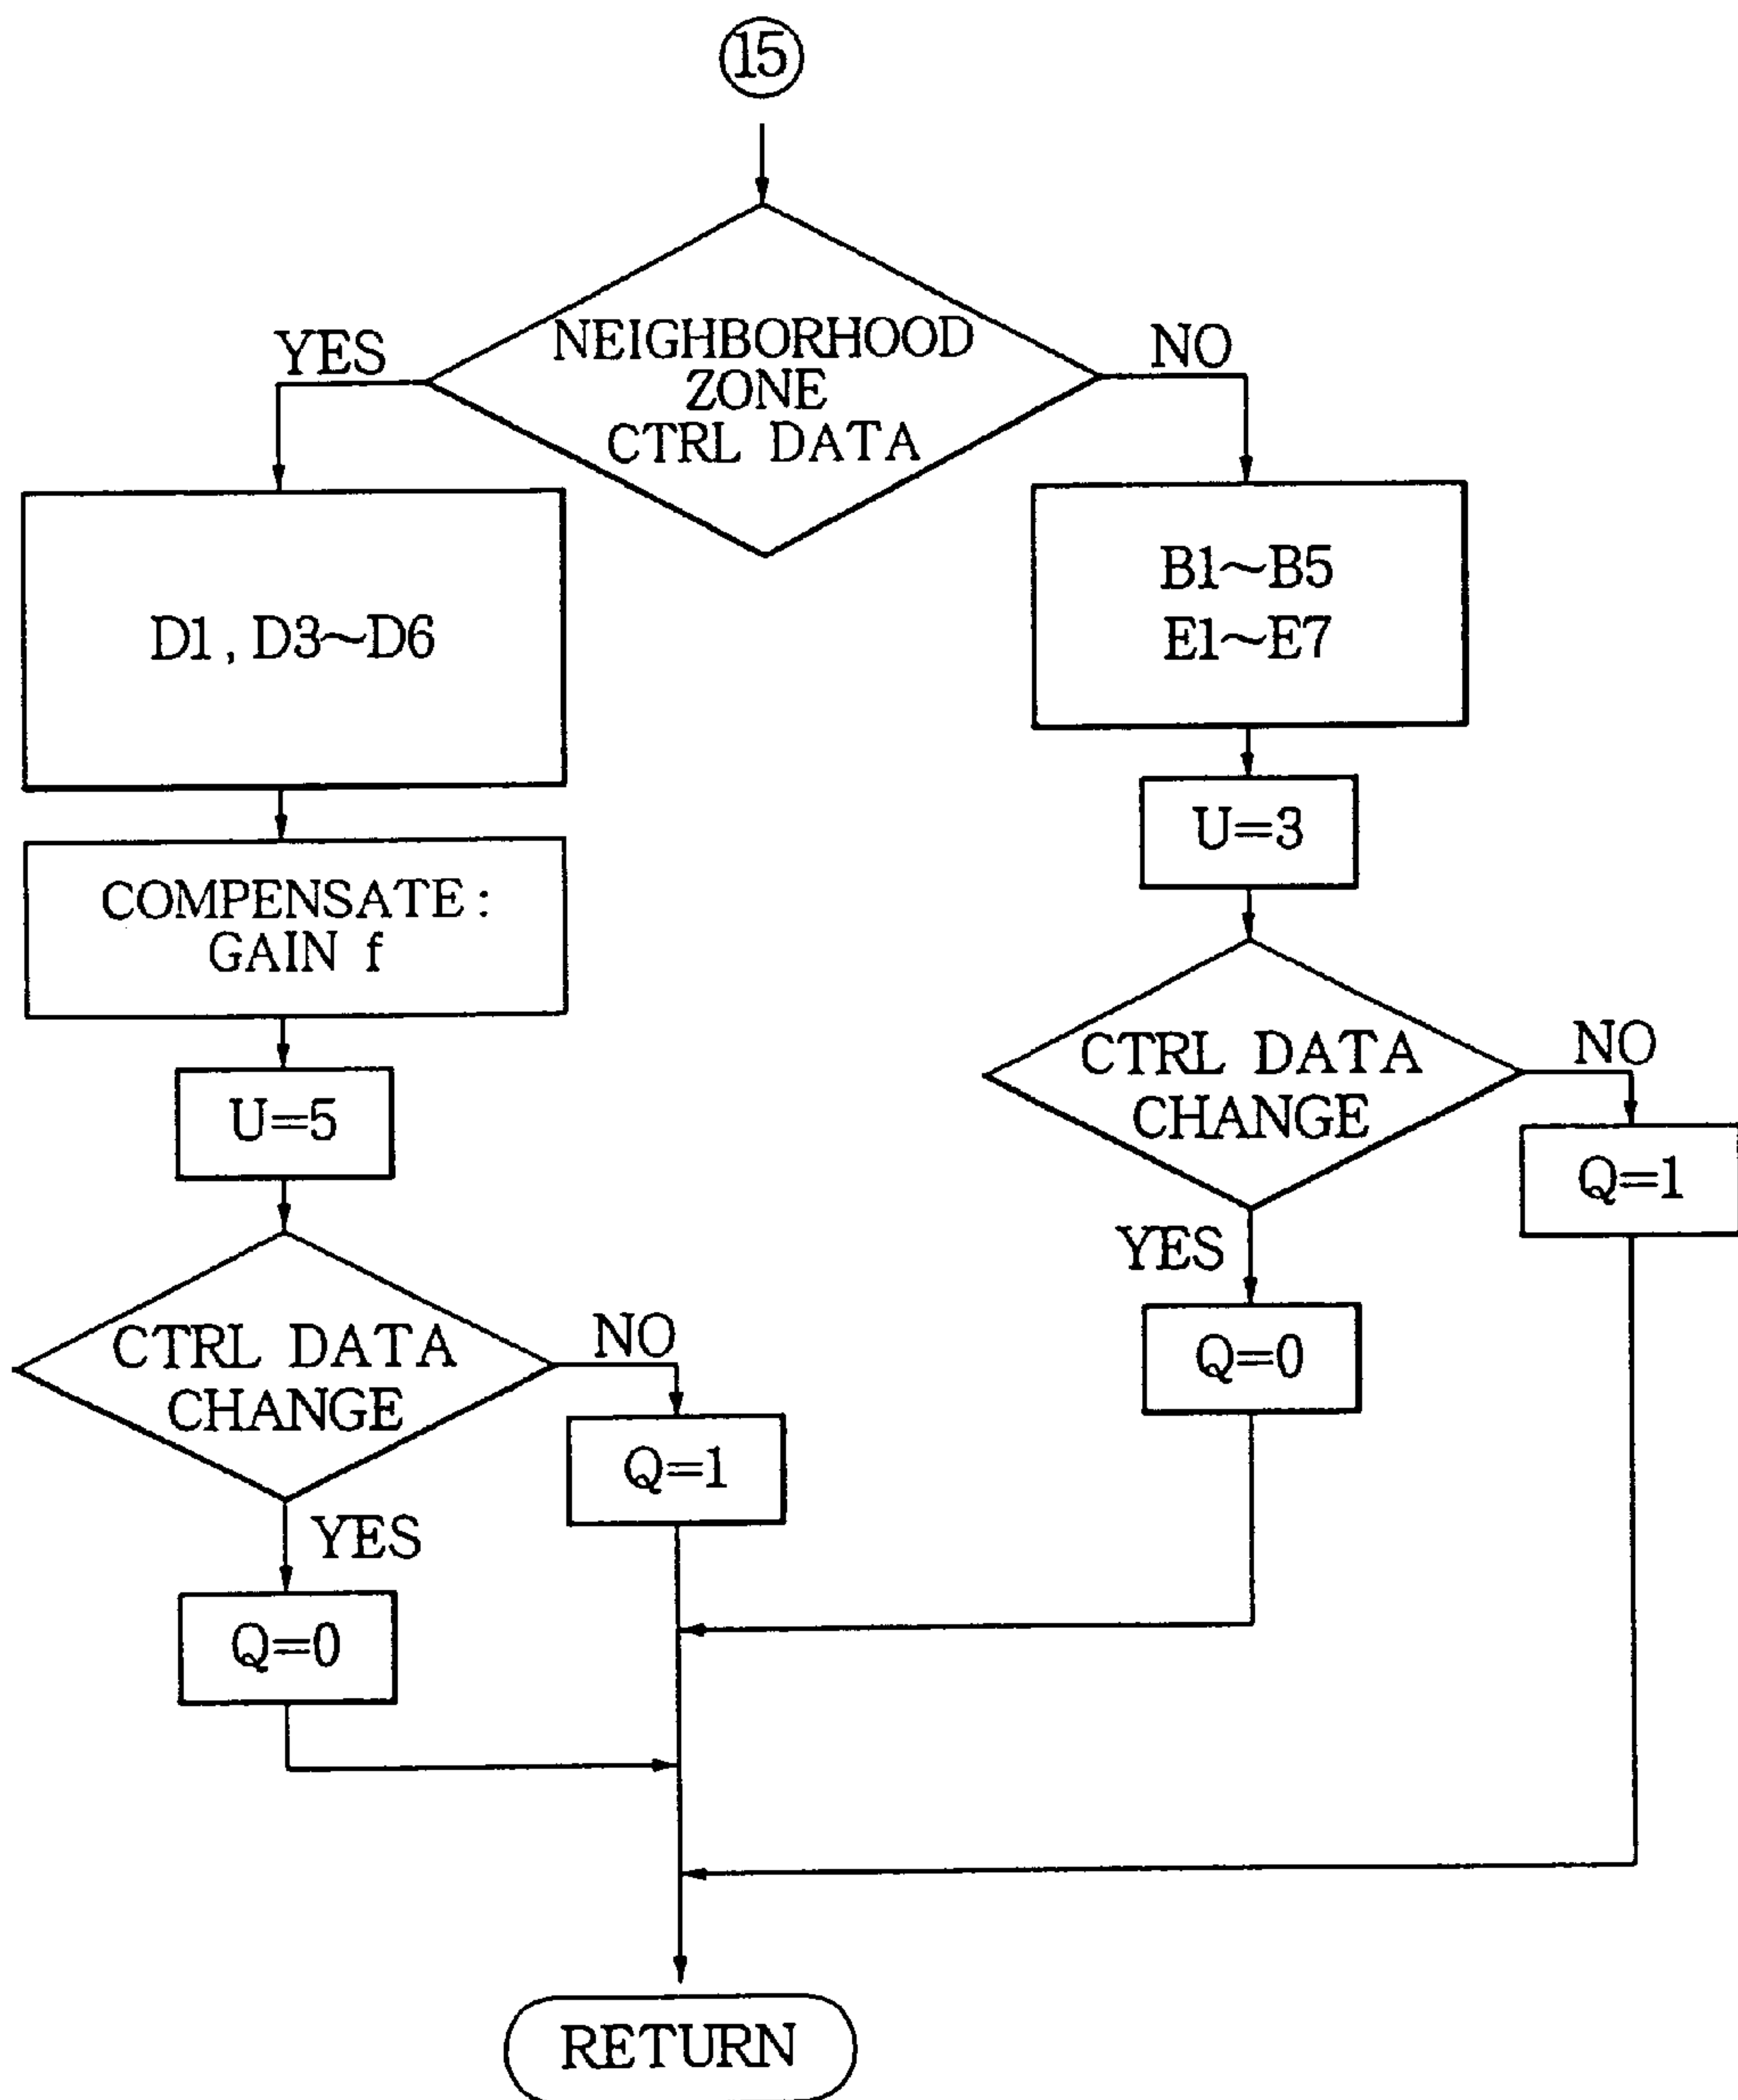 15
NEIGHBORHOOD
ZONE
CTRL DATA
YES
NO
D1, D3~D6
B1~B5
E1~E7
U=3
COMPENSATE:
GAIN f
U=5
CTRL DATA
CHANGE
NO
Q=1
YES
Q=0
CTRL DATA
CHANGE
NO
Q=1
YES
Q=0
RETURN